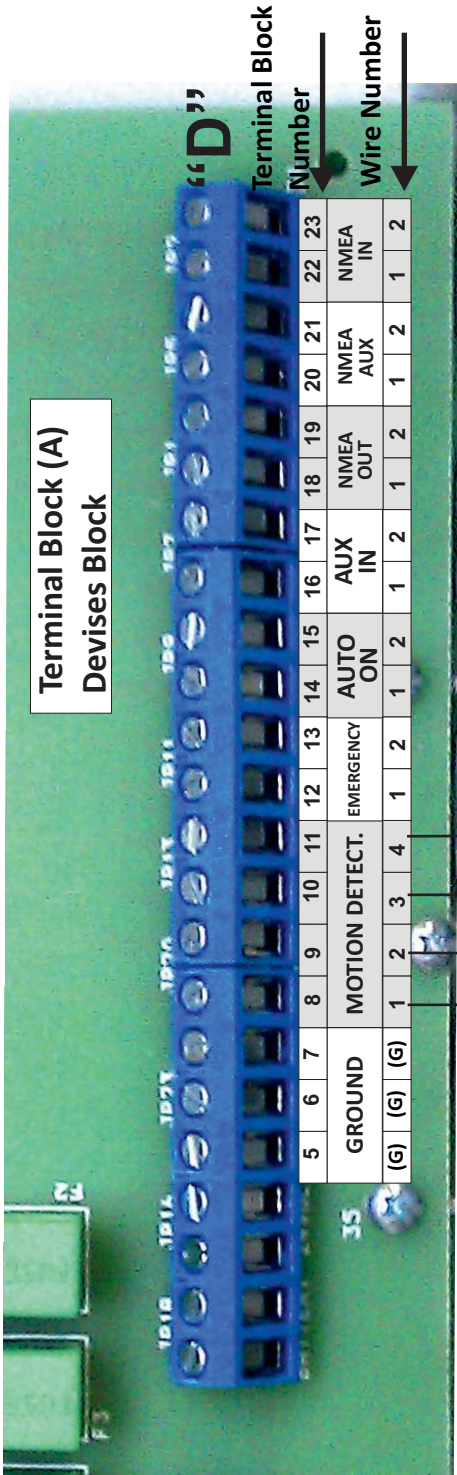 Terminal Block (A)
Devises Block
“D”
Terminal Block
Number
5 6 7 8 9 10 11 12 13 14 15 16 17 18 19 20 21 22 23
GROUND
MOTION DETECT.
EMERGENCY
AUTO
ON
AUX
IN
NMEA
OUT
NMEA
AUX
NMEA
IN
(G) (G) (G) 1 2 3 4 1 2 1 2 1 2 1 2 1 2 1 2
Wire Number
F2
F3
35
JP11